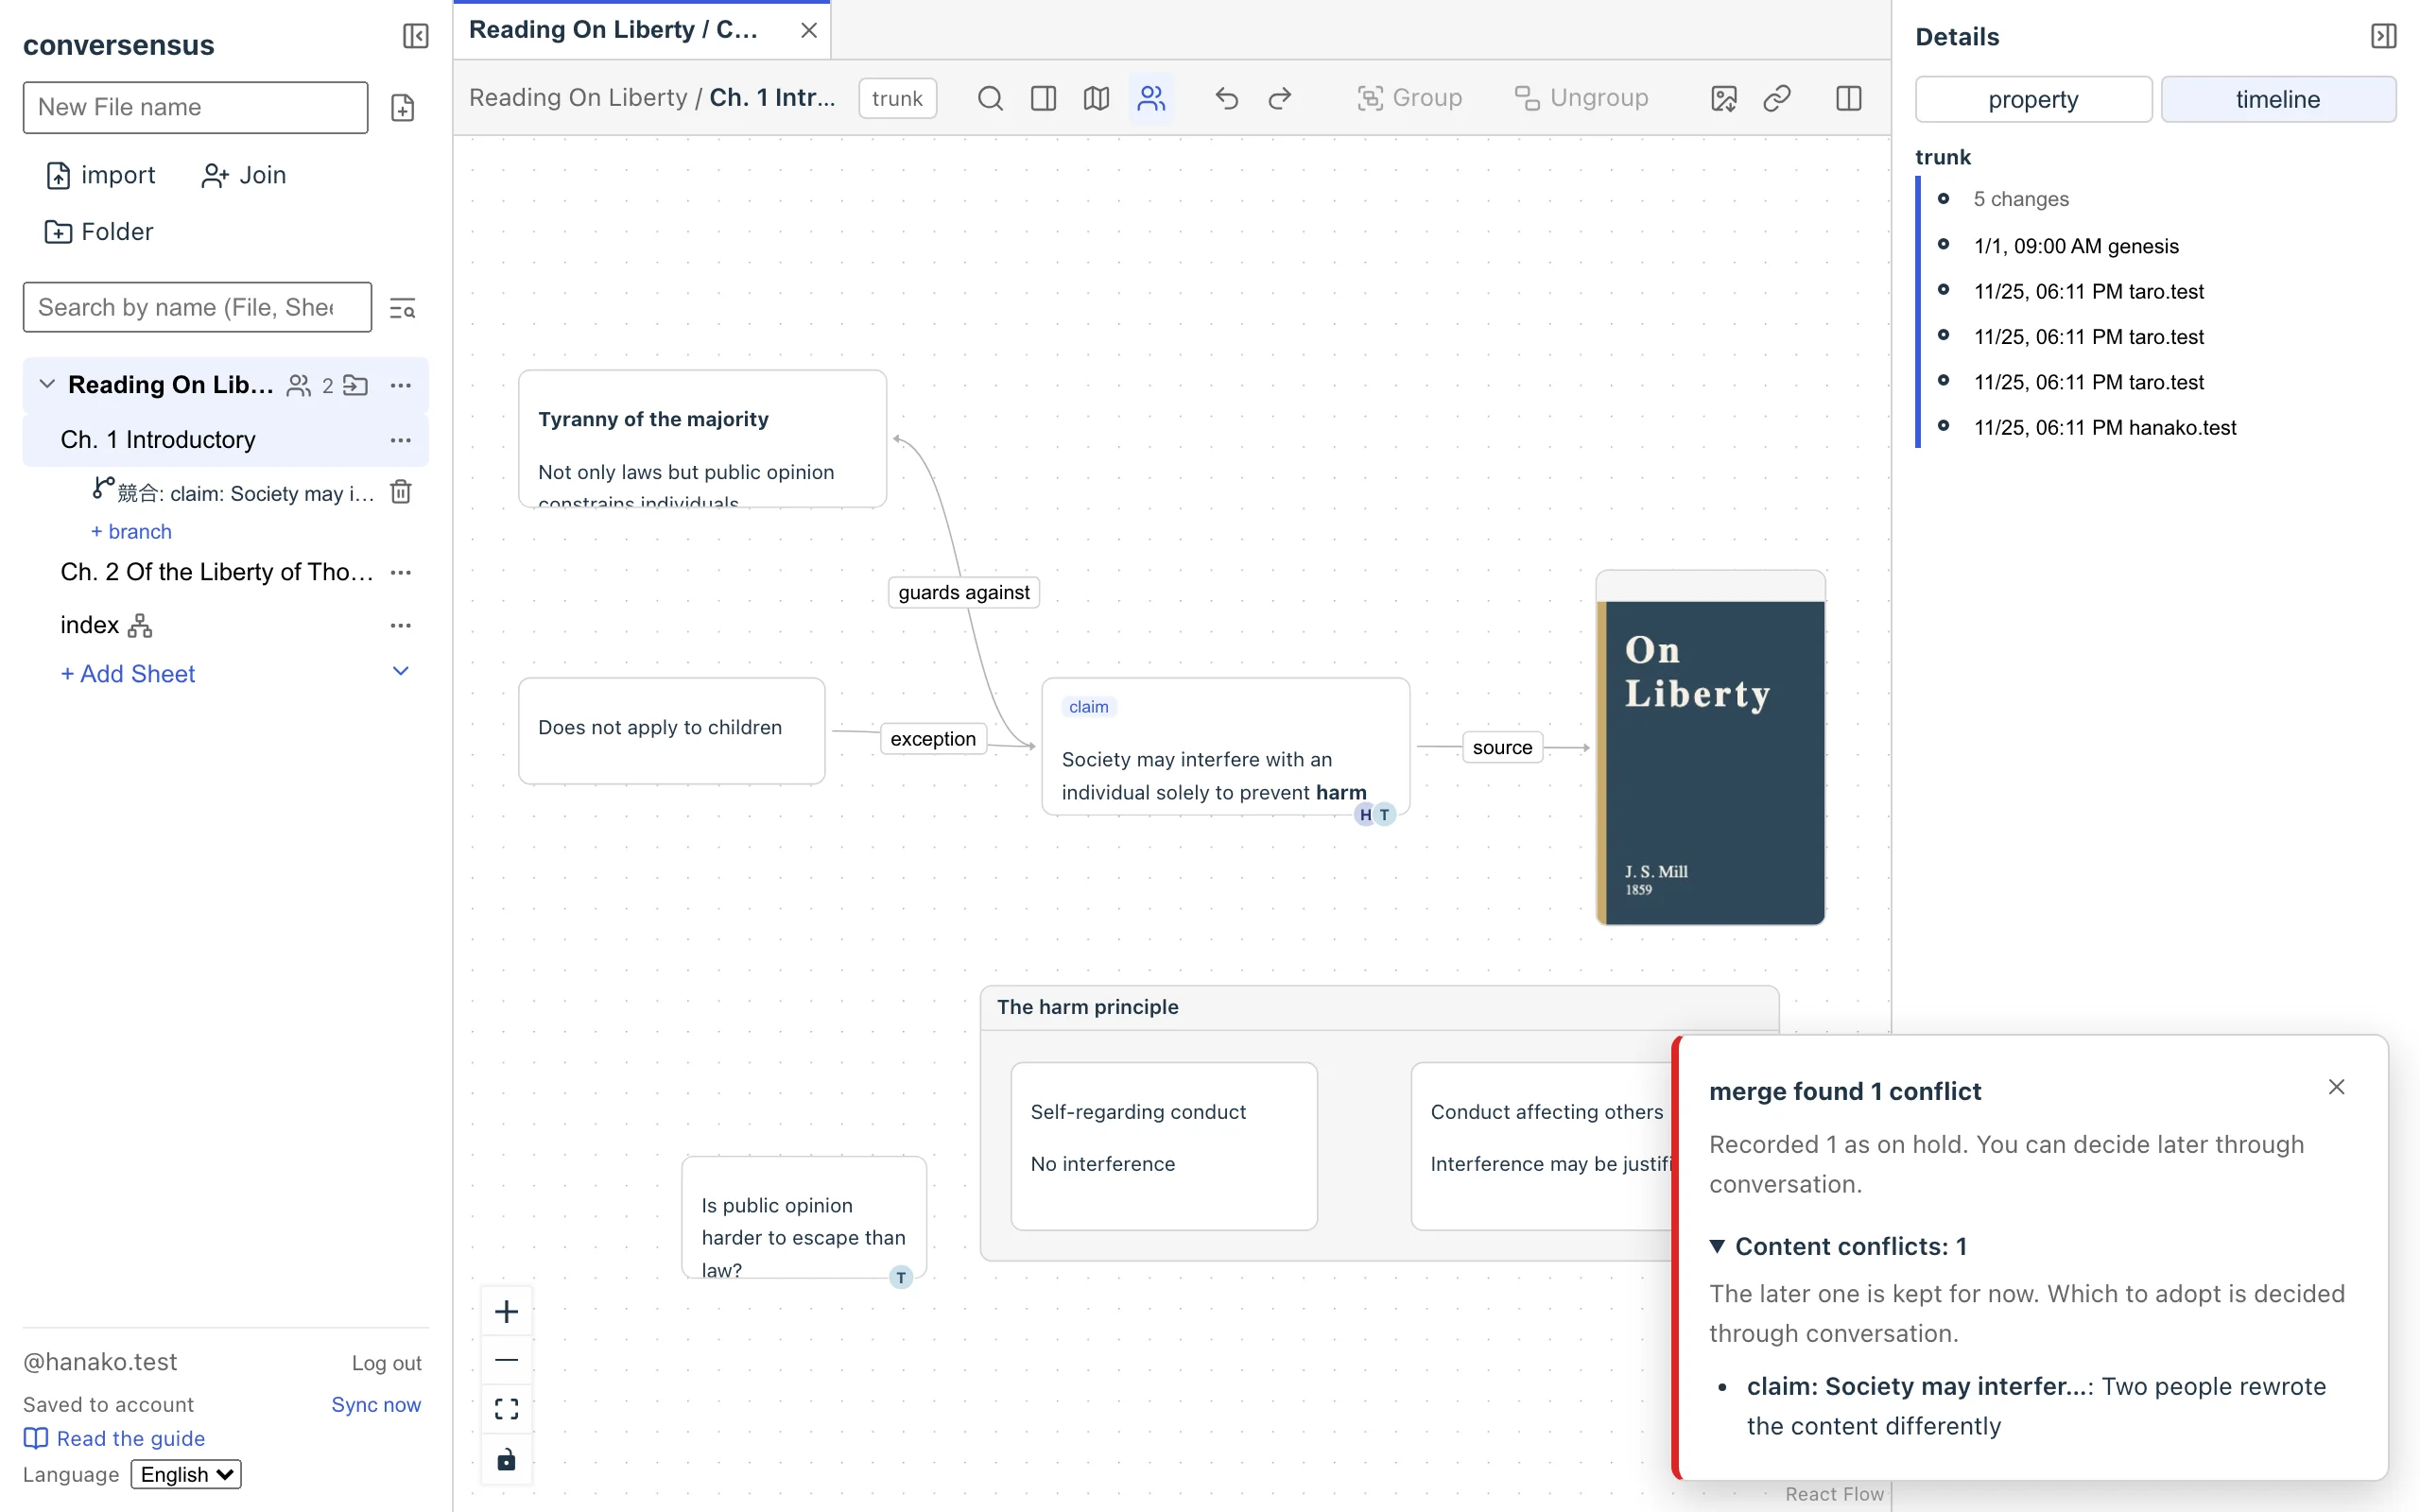 conversensus
New File name
import
Join
Folder
Search by name (File, Shee
Reading On Lib... 2
Ch. 1 Introductory
競合: claim: Society may i...
+ branch
Ch. 2 Of the Liberty of Tho...
index
+ Add Sheet
@hanako.test
Log out
Saved to account
Sync now
Read the guide
Language English
Reading On Liberty / C...
Reading On Liberty / Ch. 1 Intr...
trunk
Group
Ungroup
Tyranny of the majority
Not only laws but public opinion
constrains individuals
guards against
Does not apply to children
exception
claim
Society may interfere with an
individual solely to prevent harm
H T
source
On
Liberty
J. S. Mill
1859
The harm principle
Self-regarding conduct
No interference
Conduct affecting others
Interference may be justifi
Is public opinion
harder to escape than
law?
T
React Flow
Details
property
timeline
trunk
5 changes
1/1, 09:00 AM genesis
11/25, 06:11 PM taro.test
11/25, 06:11 PM taro.test
11/25, 06:11 PM taro.test
11/25, 06:11 PM hanako.test
merge found 1 conflict
Recorded 1 as on hold. You can decide later through
conversation.
Content conflicts: 1
The later one is kept for now. Which to adopt is decided
through conversation.
claim: Society may interfer...: Two people rewrote
the content differently